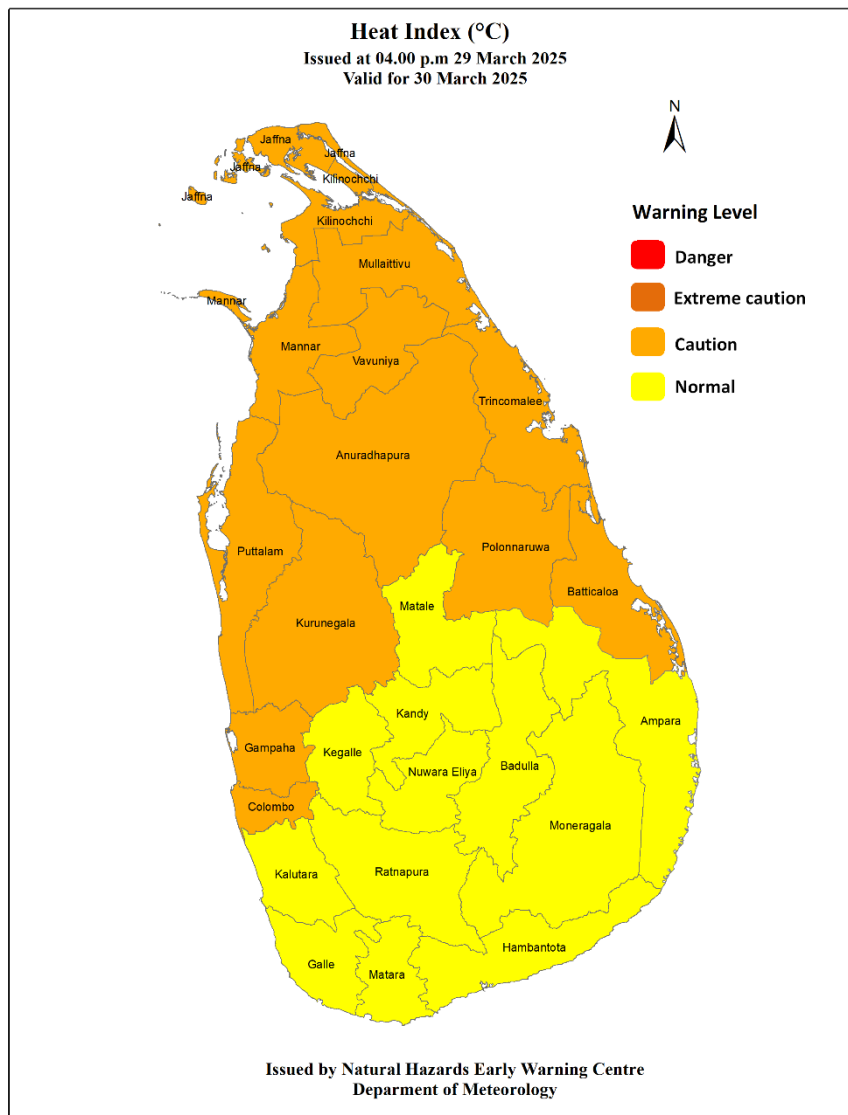 Heat Index (°C)
Issued at 04.00 p.m 29 March 2025
Valid for 30 March 2025
N
Jaffna
Jaffna
Jaffna
Kilinochchi
Jaffna
Kilinochchi
Warning Level
Danger
Mullaittivu
Extreme caution
Mannar
Caution
Mannar
Vavuniya
Normal
Trincomalee
Anuradhapura
Puttalam
Polonnaruwa
Batticaloa
Matale
Kurunegala
Kandy
Ampara
Gampaha
Kegalle
Nuwara Eliya
Badulla
Colombo
Moneragala
Kalutara
Ratnapura
Hambantota
Galle
Matara
Issued by Natural Hazards Early Warning Centre
Deparment of Meteorology